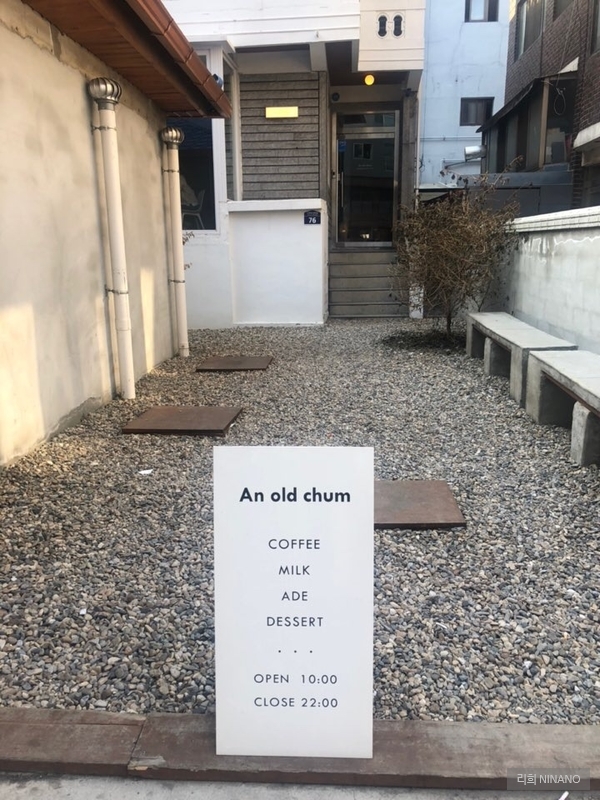 76
An old chum
COFFEE
MILK
ADE
DESSERT
. . .
OPEN 10:00
CLOSE 22:00
리희 NINANO